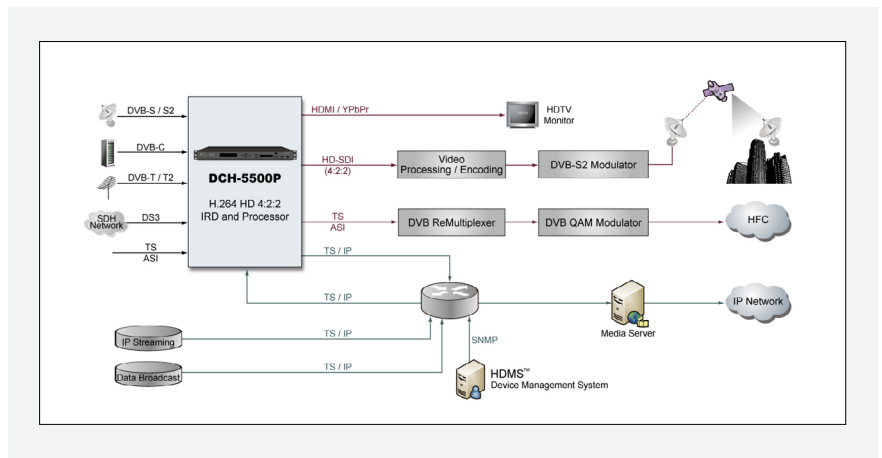 DVB-S / S2
DVB-C
DVB-T / T2
SDH
Network
DS3
TS
ASI
DCH-5500P
H.264 HD 4:2:2
IRD and Processor
HDMI / YPbPr
HDTV
HDTV
Monitor
HD-SDI
(4:2:2)
Video
Processing / Encoding
DVB-S2 Modulator
TS
ASI
DVB ReMultiplexer
DVB QAM Modulator
HFC
TS / IP
TS / IP
Media Server
IP Network
IP Streaming
TS / IP
SNMP
Data Broadcast
TS / IP
HDMS™
Device Management System